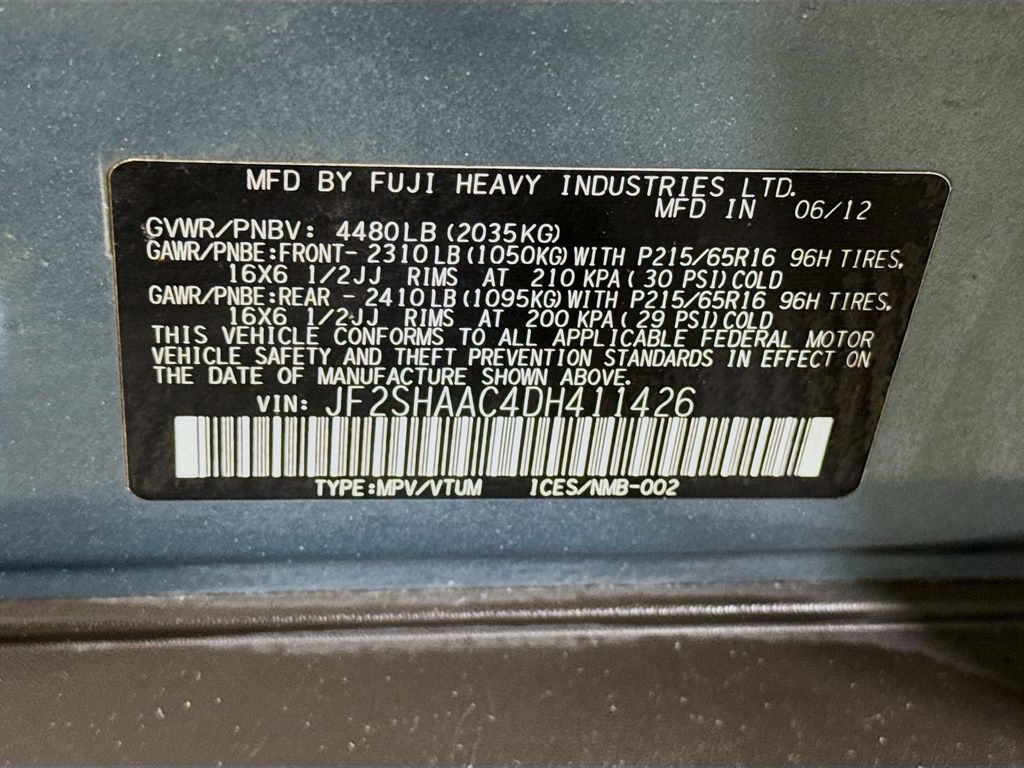 MFD BY FUJI HEAVY INDUSTRIES LTD.
MFD IN 06/12
GVWR/PNBV: 4480LB(2035KG)
GAWR/PNBE:FRONT-2310LB(1050KG)WITH P215/65R16 96H TIRES,
16X6 1/2JJ RIMS AT 210 KPA(30 PSI)COLD
GAWR/PNBE:REAR - 2410LB(1095KG)WITH P215/65R16 96H TIRES,
16X6 1/2JJ RIMS AT 200 KPA(29 PSI)COLD
THIS VEHICLE CONFORMS TO ALL APPLICABLE FEDERAL MOTOR
VEHICLE SAFETY AND THEFT PREVENTION STANDARDS IN EFFECT ON
THE DATE OF MANUFACTURE SHOWN ABOVE.
VIN: JF2SHAAC4DH411426
TYPE:MPV/VTUM ICES/NMB-002